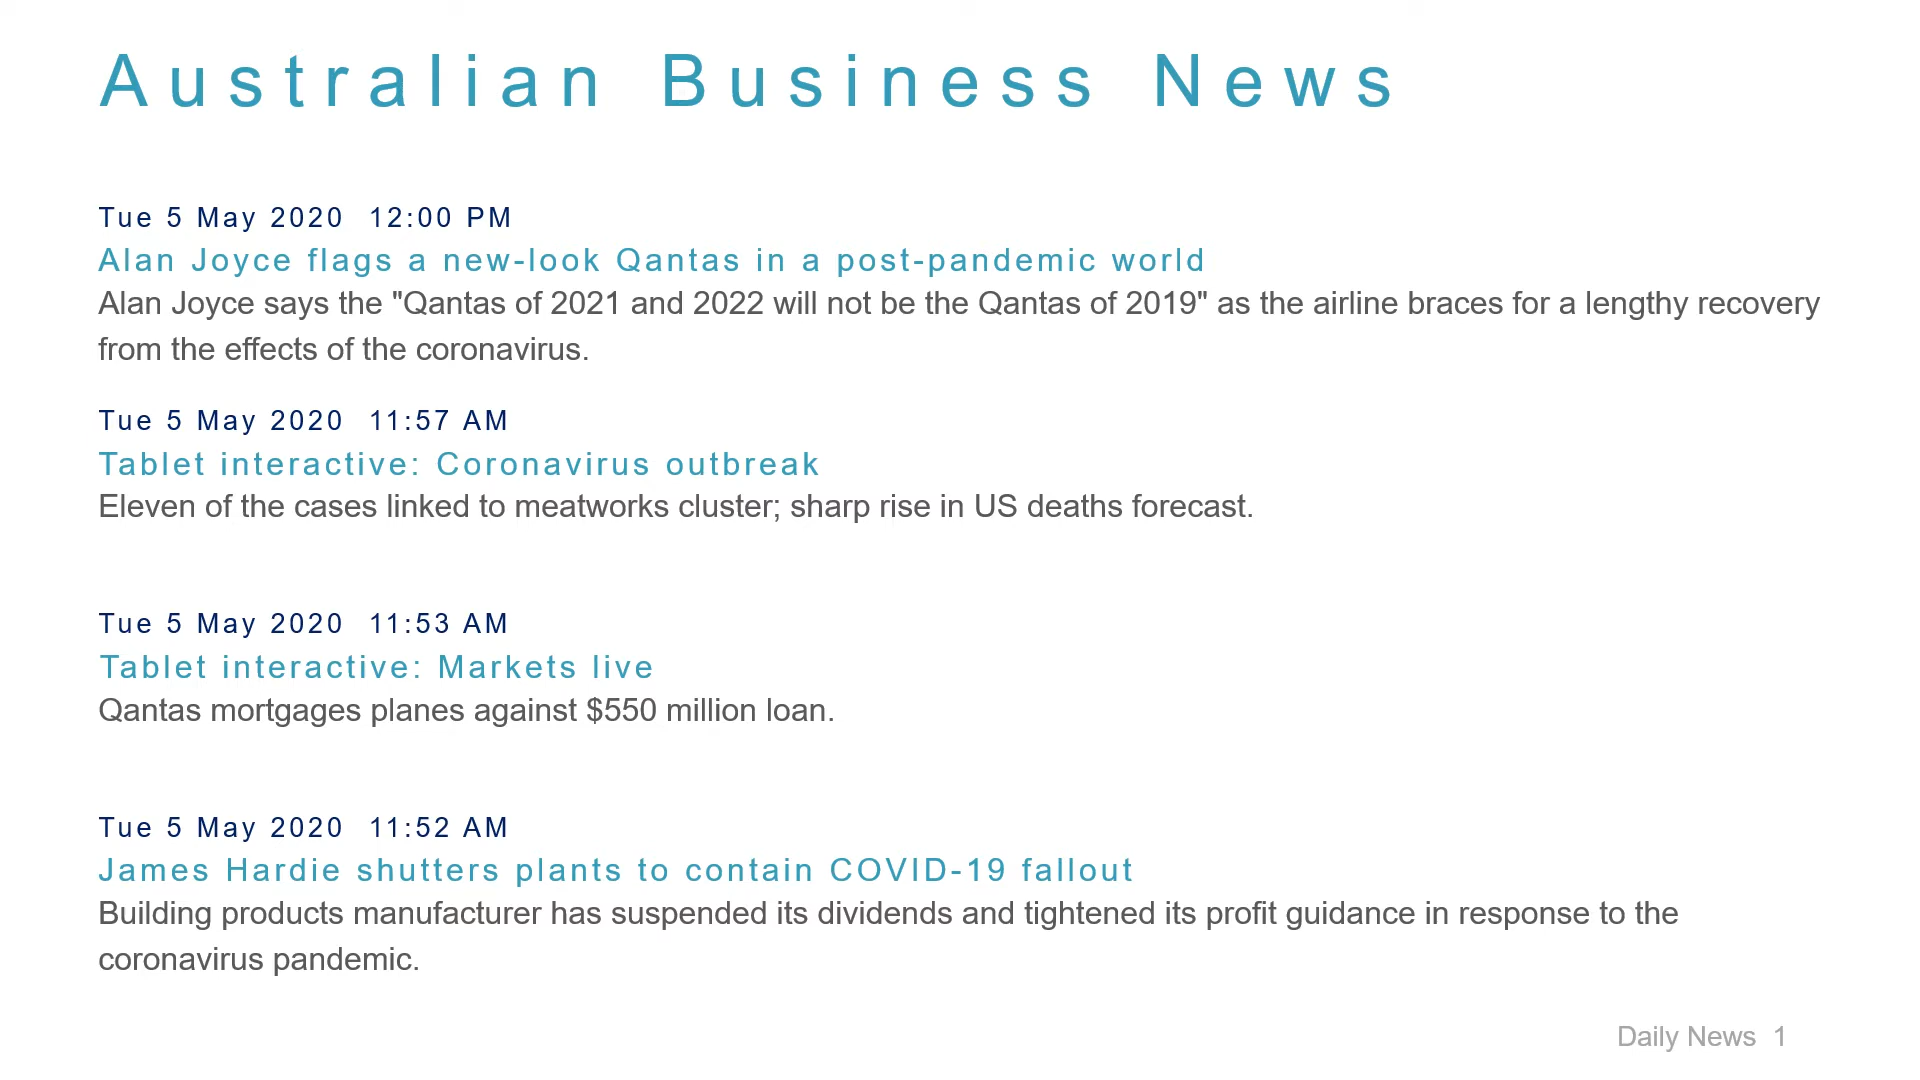 Australian Business News
Tue 5 May 2020 12:00 PM
Alan Joyce flags a new-look Qantas in a post-pandemic world
Alan Joyce says the "Qantas of 2021 and 2022 will not be the Qantas of 2019" as the airline braces for a lengthy recovery
from the effects of the coronavirus.
Tue 5 May 2020 11:57 AM
Tablet interactive: Coronavirus outbreak
Eleven of the cases linked to meatworks cluster; sharp rise in US deaths forecast.
Tue 5 May 2020 11:53 AM
Tablet interactive: Markets live
Qantas mortgages planes against $550 million loan.
Tue 5 May 2020 11:52 AM
James Hardie shutters plants to contain COVID-19 fallout
Building products manufacturer has suspended its dividends and tightened its profit guidance in response to the
coronavirus pandemic.
Daily News 1